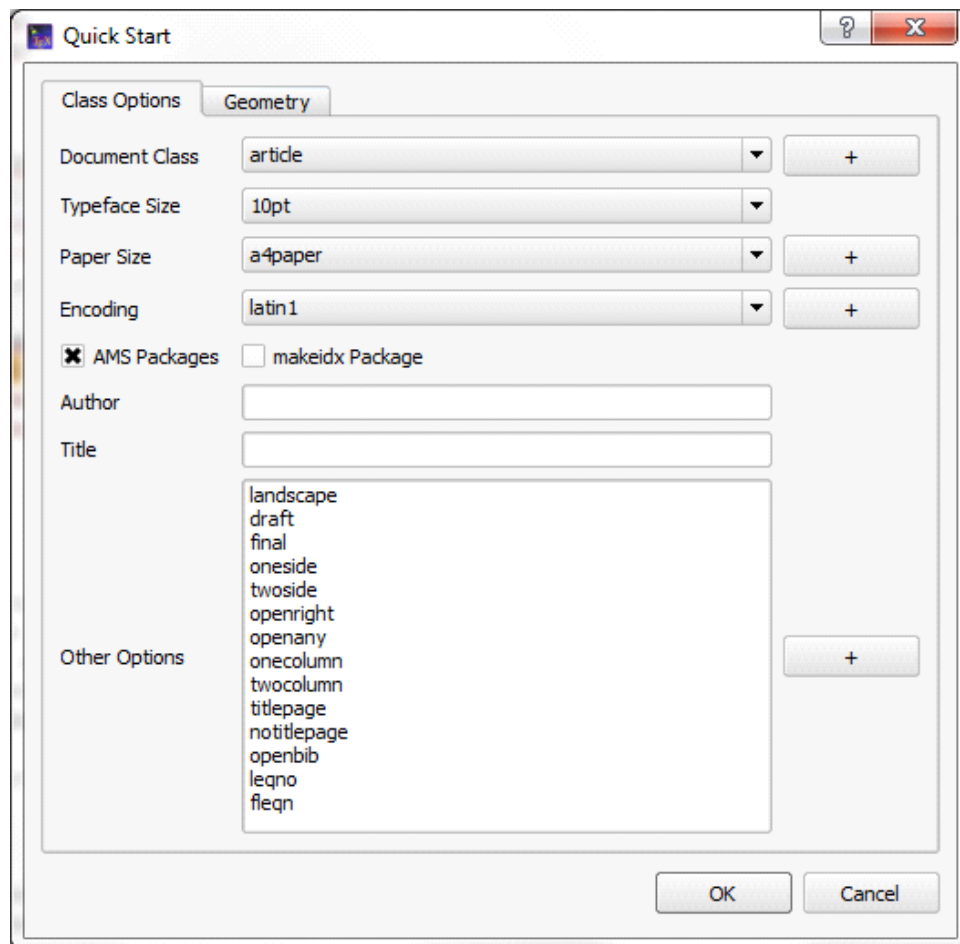 Quick Start
Class Options Geometry
Document Class article +
Typeface Size 10pt
Paper Size a4paper +
Encoding latin1 +
AMS Packages makeidx Package
Author
Title
landscape
draft
final
oneside
twoside
openright
openany
Other Options onecolumn +
twocolumn
titlepage
notitlepage
openbib
leqno
fleqn
OK Cancel